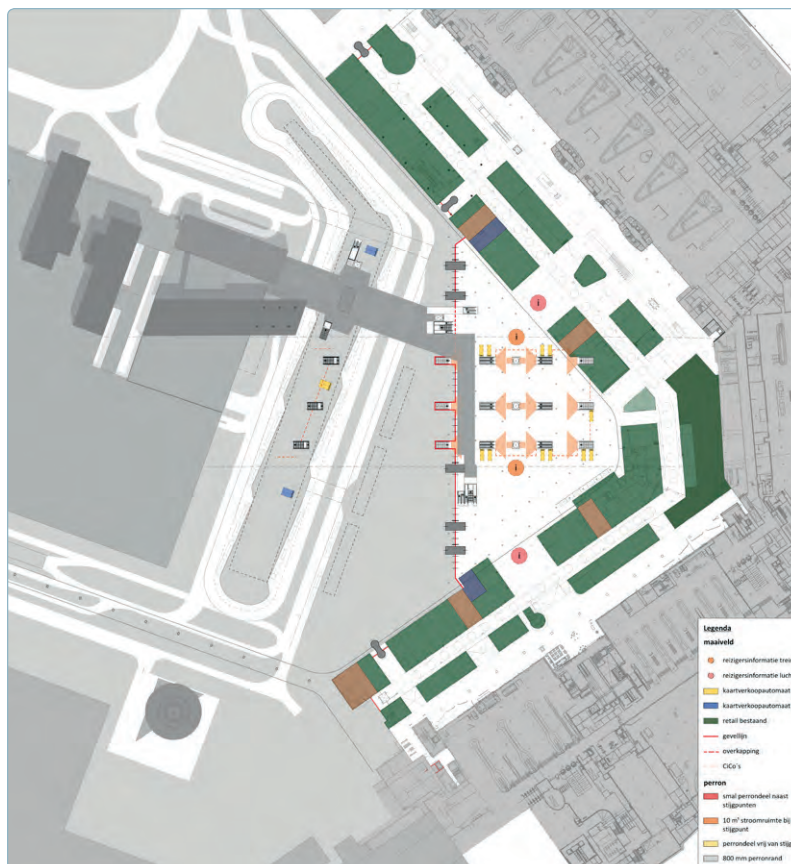 i
i
i
i
Legenda
maaiveld
reizigersinformatie trei
reizigersinformatie luch
kaartverkoopautomaat
kaartverkoopautomaat
retail bestaand
gevellijn
overkapping
CiCo's
perron
smal perrondeel naast
stijgpunten
10 m² stroomruimte bij
stijgpunt
perrondeel vrij van stijg
800 mm perronrand